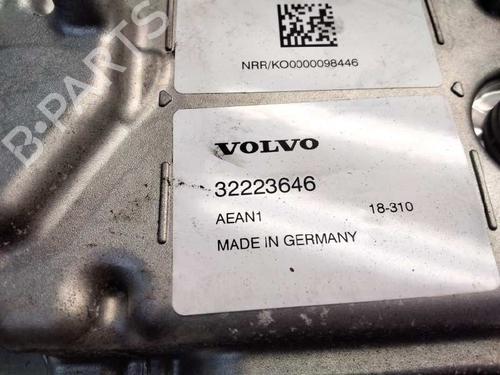 B-PARTS
NRR/KO0000098446
VOLVO
32223646
AEAN1 18-310
MADE IN GERMANY